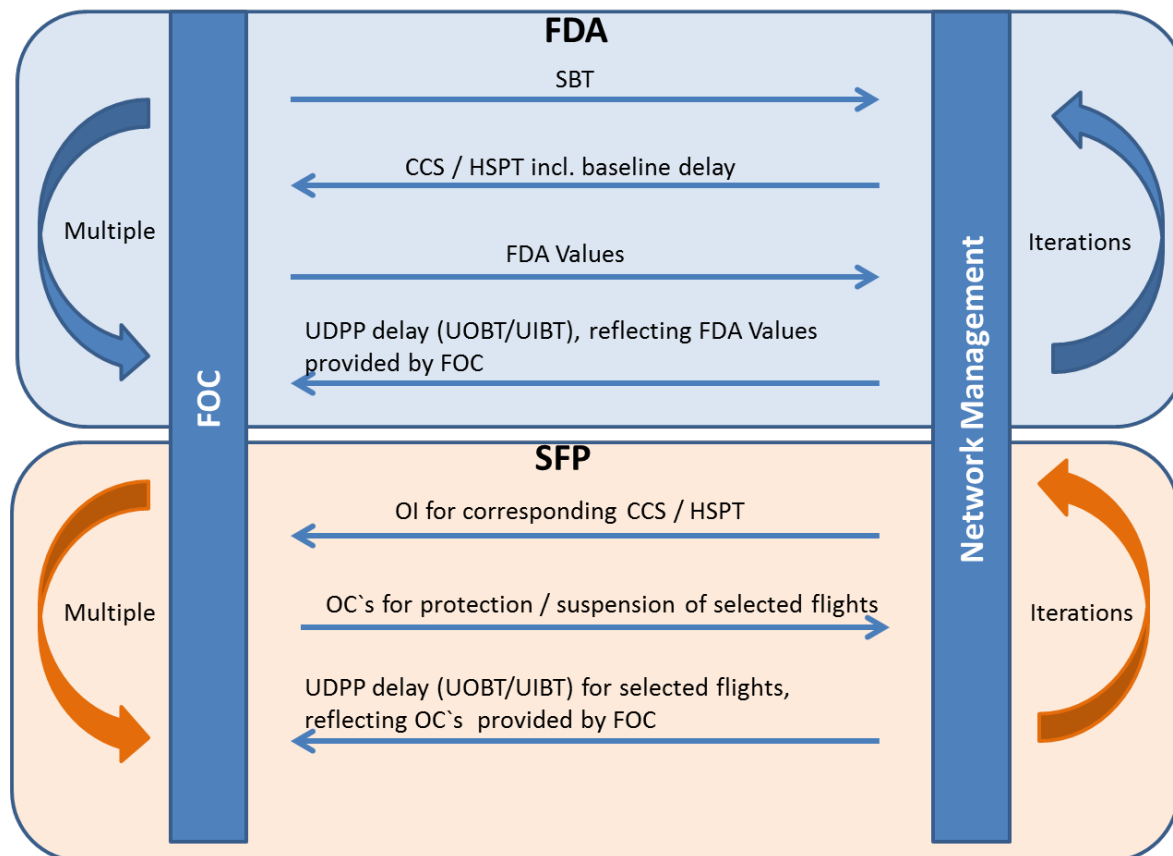 FDA
SBT
CCS / HSPT incl. baseline delay
Multiple
Iterations
FDA Values
UDPP delay (UOBT/UIBT), reflecting FDA Values
provided by FOC
FOC
Network Management
SFP
OI for corresponding CCS / HSPT
Multiple
OC`s for protection / suspension of selected flights
Iterations
UDPP delay (UOBT/UIBT) for selected flights,
reflecting OC`s provided by FOC